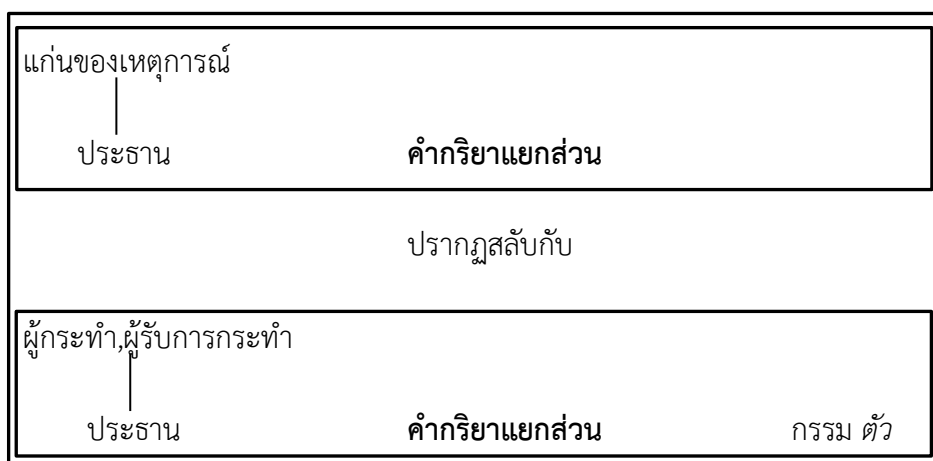 แก่นของเหตุการณ์
ประธาน คำกริยาแยกส่วน
ปรากฏสลับกับ
ผู้กระทำ,ผู้รับการกระทำ
ประธาน คำกริยาแยกส่วน กรรม ตัว